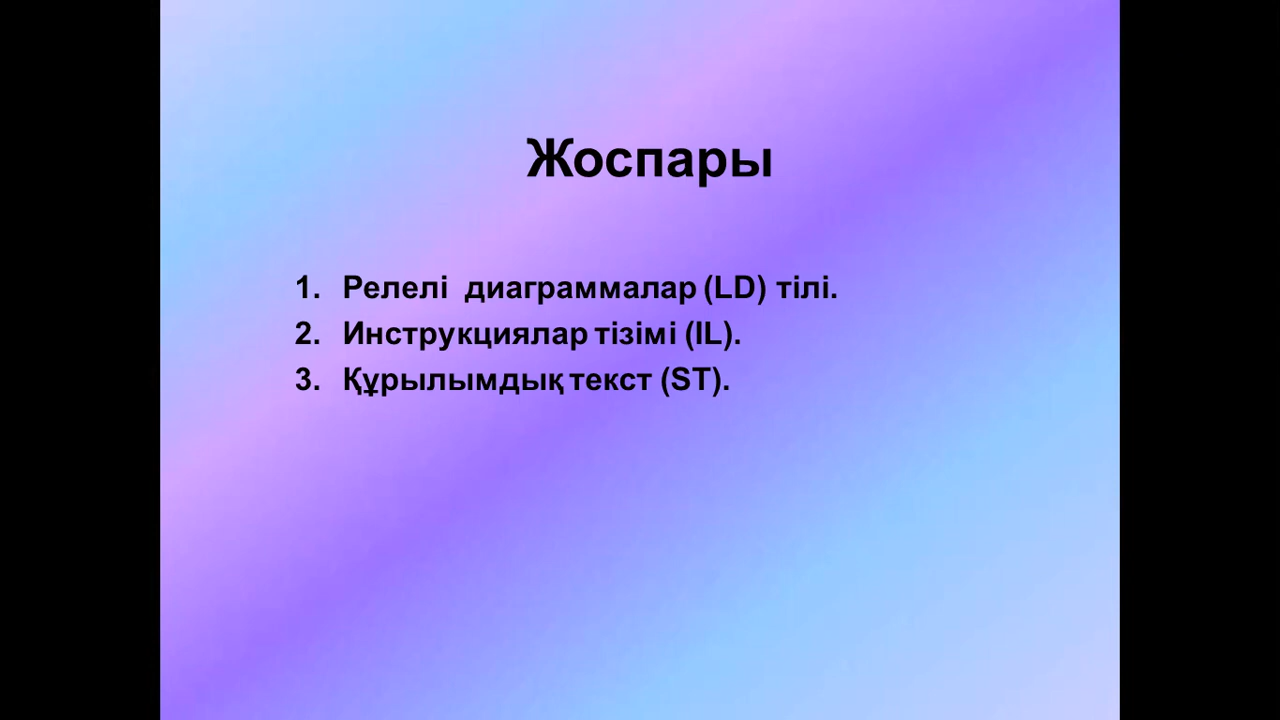 Жоспары
1. Релелі диаграммалар (LD) тілі.
2. Инструкциялар тізімі (IL).
3. Құрылымдық текст (ST).